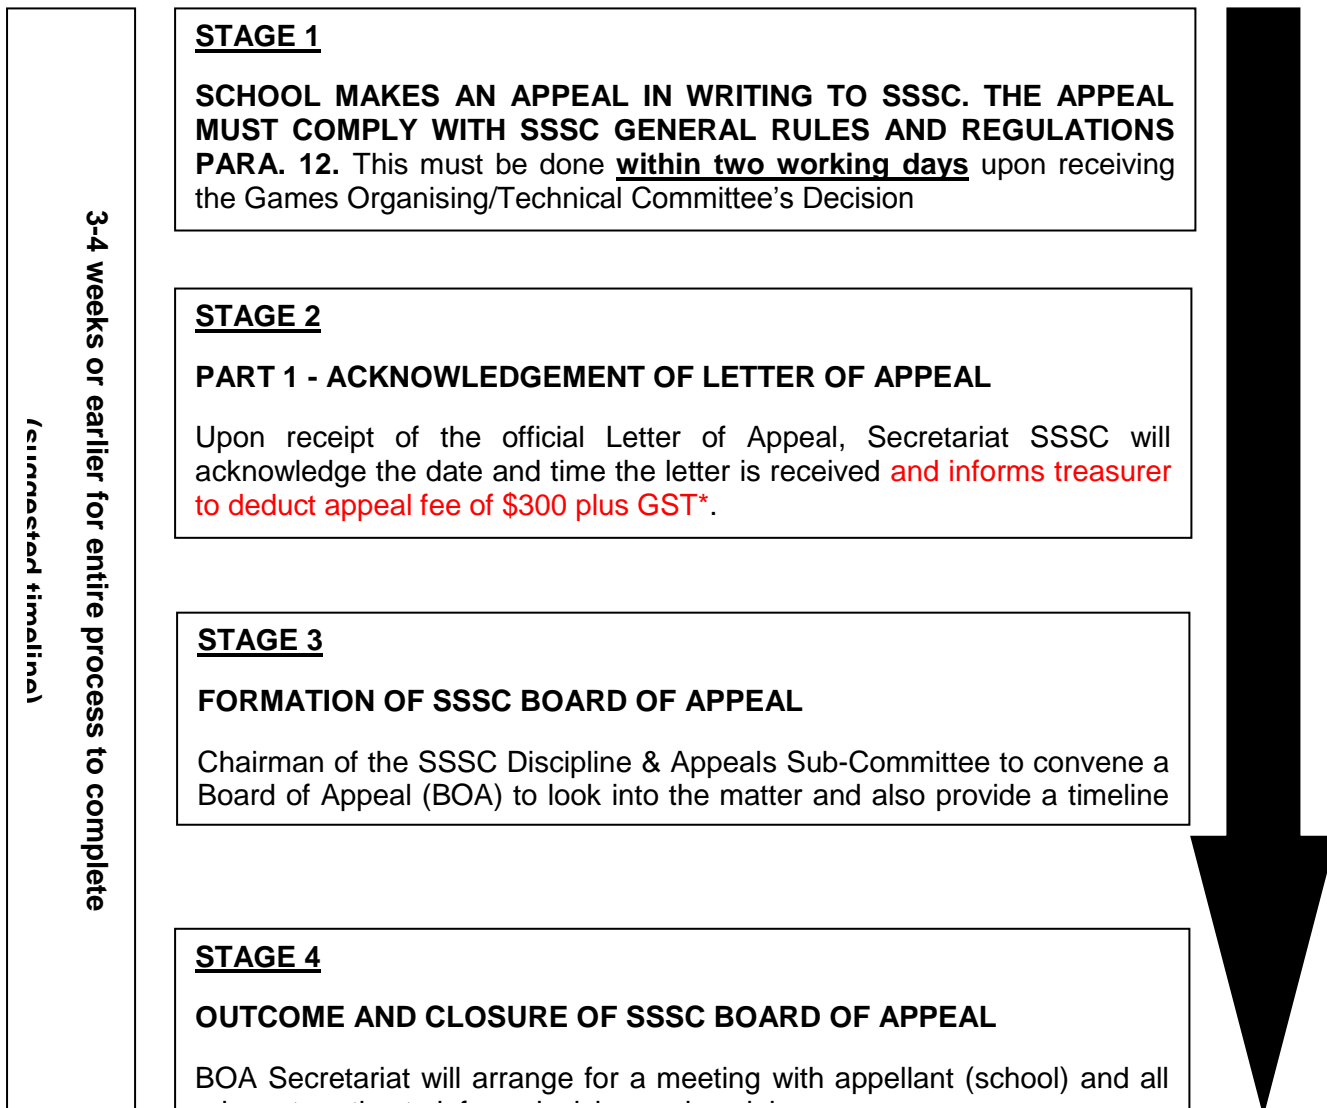 STAGE 1
SCHOOL MAKES AN APPEAL IN WRITING TO SSSC. THE APPEAL
MUST COMPLY WITH SSSC GENERAL RULES AND REGULATIONS
PARA. 12. This must be done within two working days upon receiving
the Games Organising/Technical Committee's Decision
3-4 weeks or earlier for entire process to complete
(suggested timeline)
STAGE 2
PART 1 - ACKNOWLEDGEMENT OF LETTER OF APPEAL
Upon receipt of the official Letter of Appeal, Secretariat SSSC will
acknowledge the date and time the letter is received and informs treasurer
to deduct appeal fee of $300 plus GST*.
STAGE 3
FORMATION OF SSSC BOARD OF APPEAL
Chairman of the SSSC Discipline & Appeals Sub-Committee to convene a
Board of Appeal (BOA) to look into the matter and also provide a timeline
STAGE 4
OUTCOME AND CLOSURE OF SSSC BOARD OF APPEAL
BOA Secretariat will arrange for a meeting with appellant (school) and all